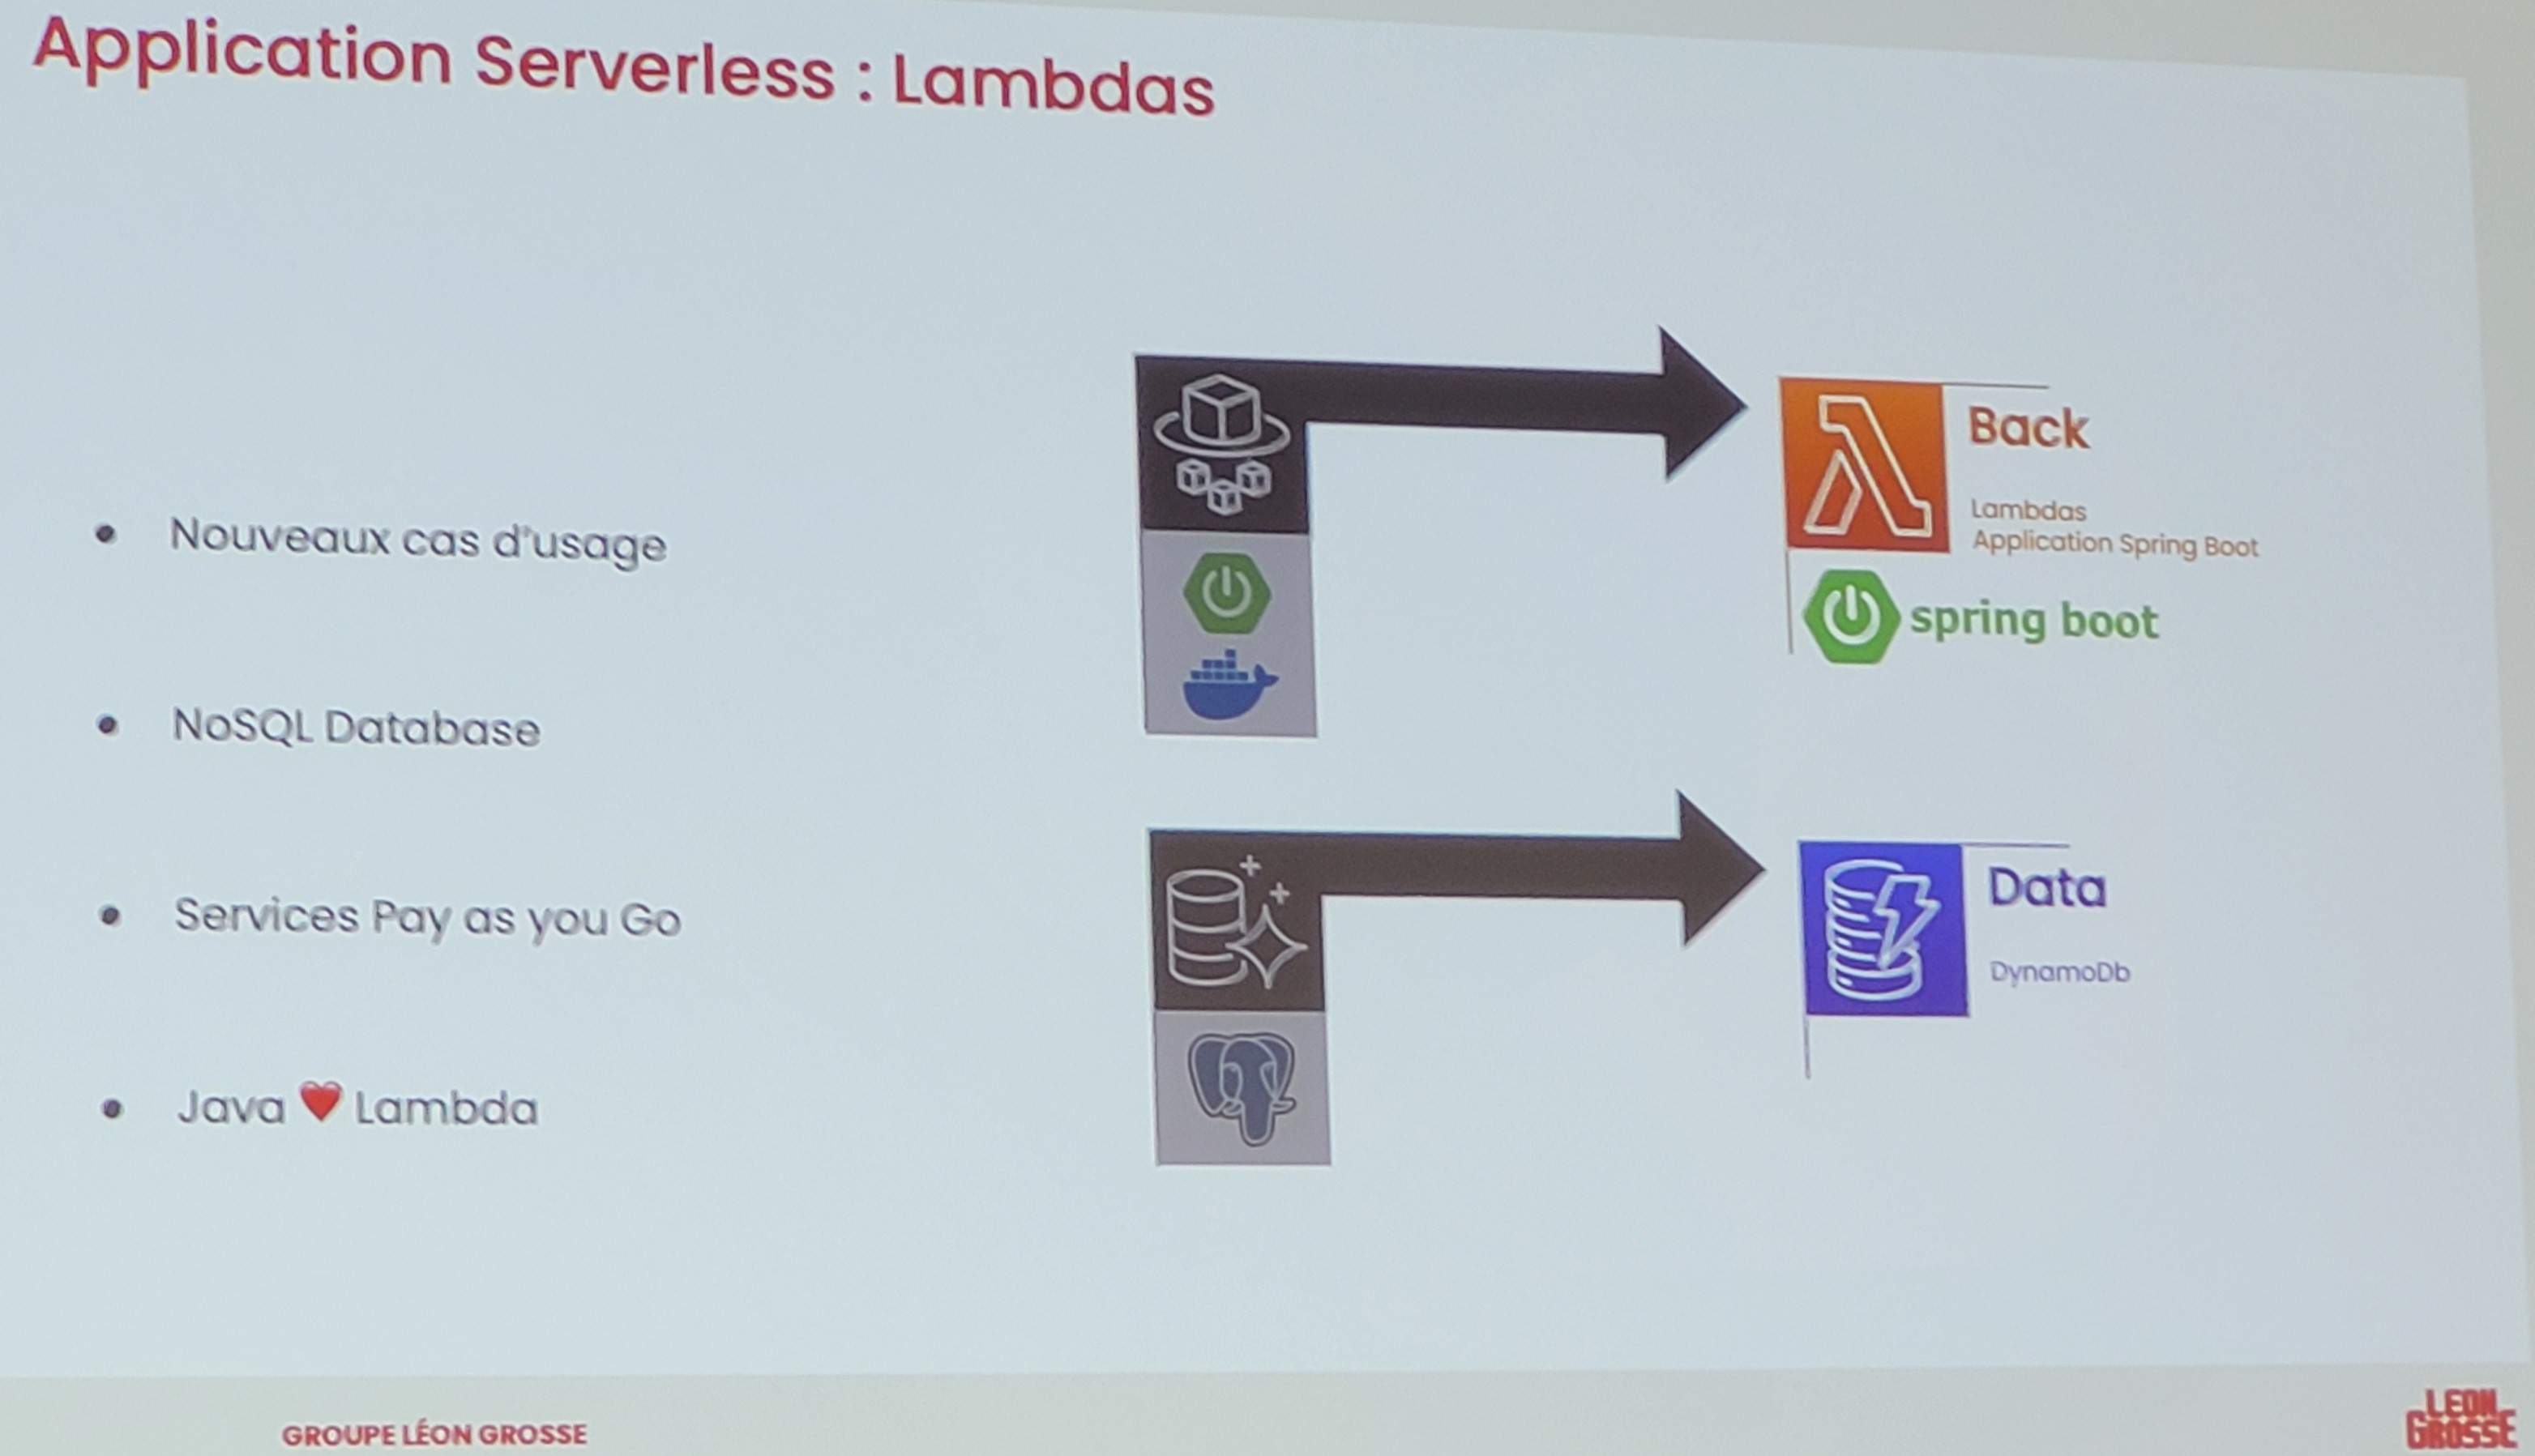 Application Serverless : Lambdas
Nouveaux cas d'usage
NoSQL Database
Services Pay as you Go
Java ❤ Lambda
Back
Lambdas
Application Spring Boot
spring boot
Data
DynamoDb
GROUPE LÉON GROSSE
LEON
GROSSE